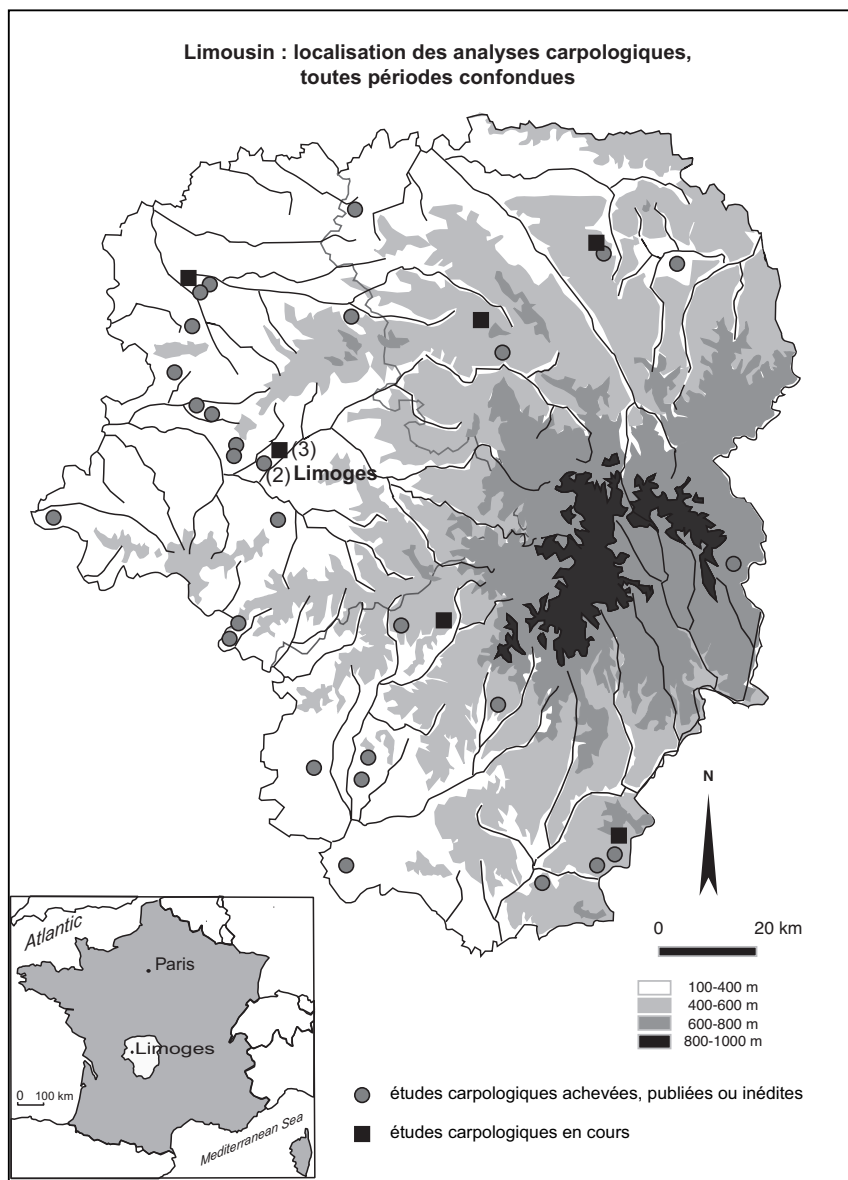 Limousin : localisation des analyses carpologiques,
toutes périodes confondues
(3)
(2) Limoges
N
0 20 km
100-400 m
400-600 m
600-800 m
800-1000 m
Atlantic
Paris
Limoges
0 100 km
Mediterranean Sea
études carpologiques achevées, publiées ou inédites
études carpologiques en cours